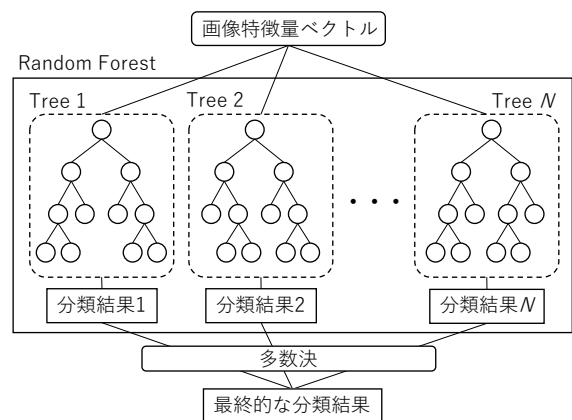 画像特徴量ベクトル
Random Forest
Tree 1
Tree 2
Tree N
・・・
分類結果1
分類結果2
分類結果N
多数決
最終的な分類結果